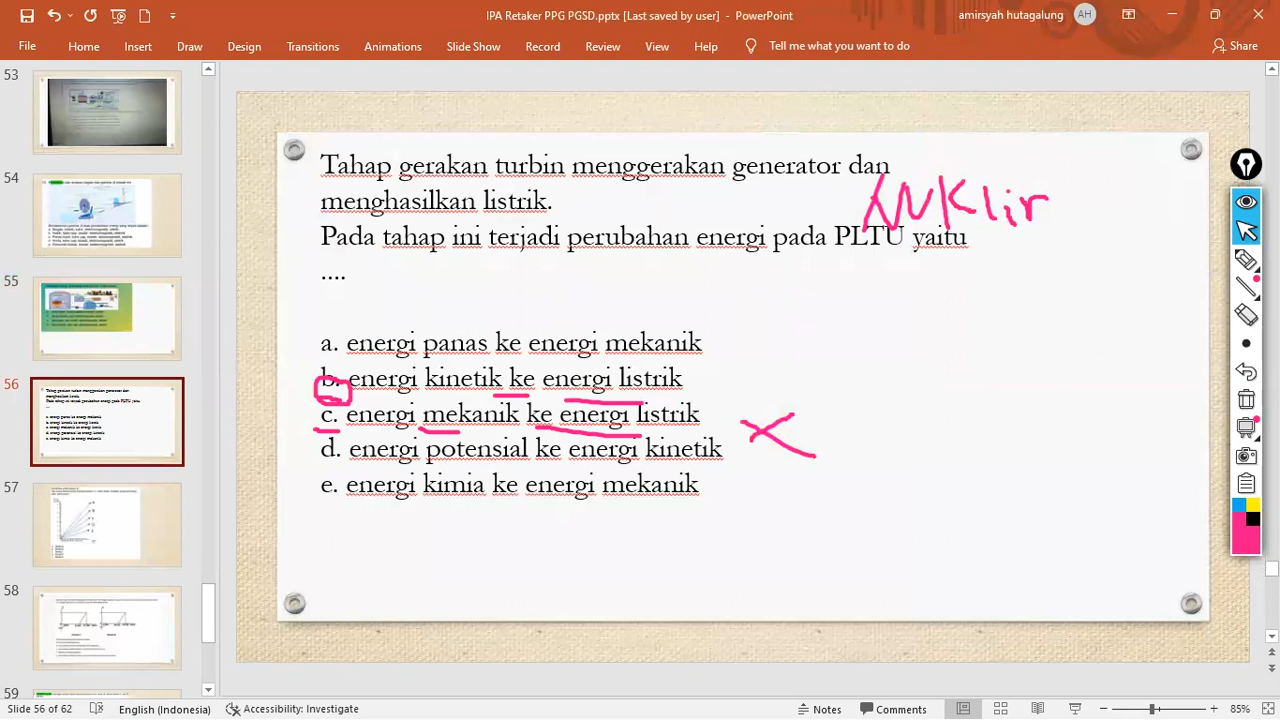 IPA Retaker PPG PGSD.pptx [Last saved by user] - PowerPoint
amirsyah hutagalung
AH
File
Home
Insert
Draw
Design
Transitions
Animations
Slide Show
Record
Review
View
Help
Tell me what you want to do
Share
53
54
55
56
57
58
59
Tahap gerakan turbin menggerakan generator dan
menghasilkan listrik.
NUKlir
Pada tahap ini terjadi perubahan energi pada PLTU yaitu
....
a. energi panas ke energi mekanik
b. energi kinetik ke energi listrik
c. energi mekanik ke energi listrik
d. energi potensial ke energi kinetik
e. energi kimia ke energi mekanik
Slide 56 of 62
English (Indonesia)
Accessibility: Investigate
Notes
Comments
85%